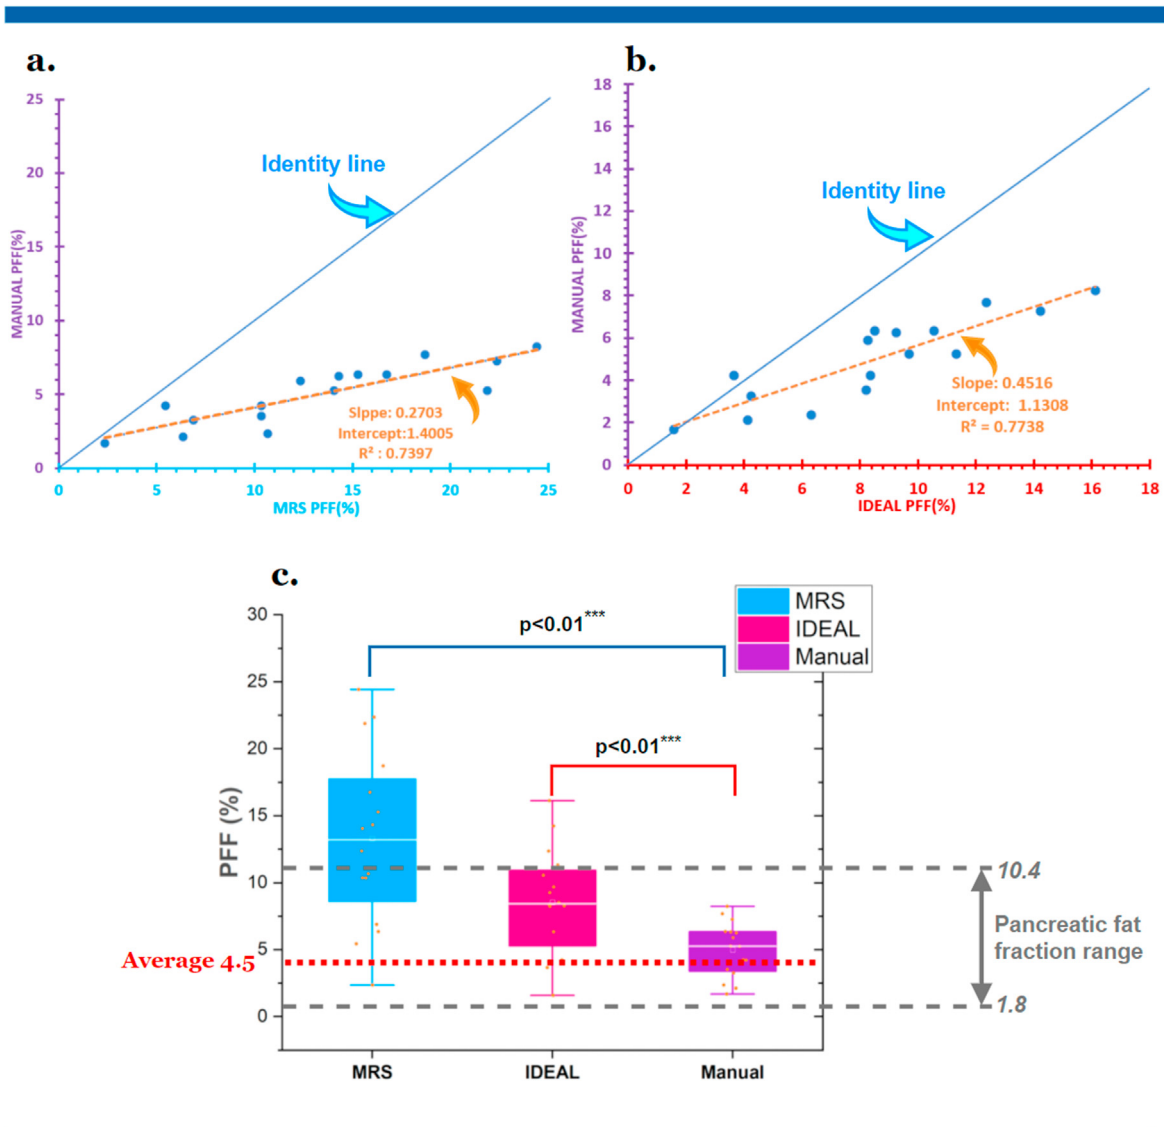 a.
25
20
15
10
5
0
MANUAL PFF(%)
Identity line
Slppe: 0.2703
Intercept:1.4005
R² : 0.7397
0 5 10 15 20 25
MRS PFF(%)
b.
18
16
14
12
10
8
6
4
2
0
MANUAL PFF(%)
Identity line
Slope: 0.4516
Intercept: 1.1308
R² = 0.7738
0 2 4 6 8 10 12 14 16 18
IDEAL PFF(%)
c.
MRS
IDEAL
Manual
30
25
20
15
10
5
0
PFF (%)
p<0.01***
p<0.01***
10.4
Pancreatic fat
fraction range
1.8
Average 4.5
MRS IDEAL Manual